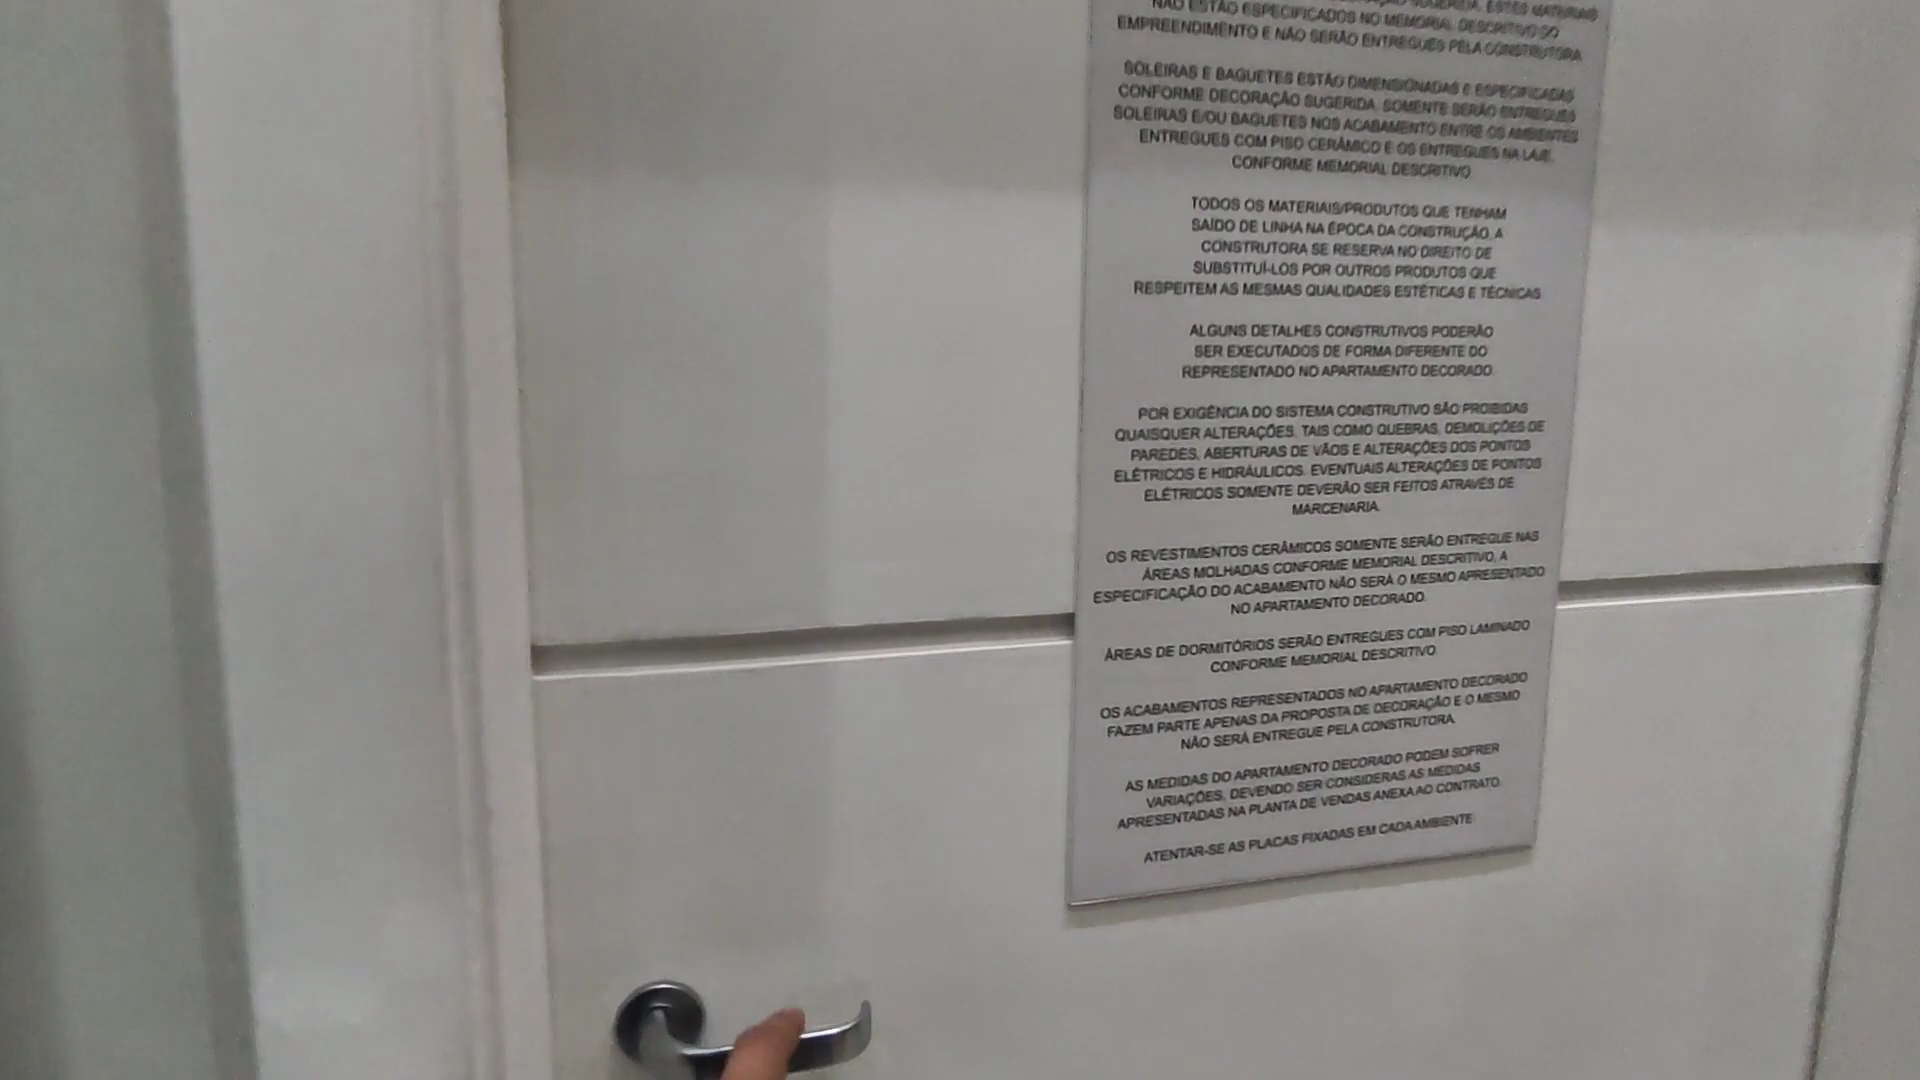 SUGERIDA. ESTES MATERIAIS
NÃO ESTÃO ESPECIFICADOS NO MEMORIAL DESCRITIVO DO
EMPREENDIMENTO E NÃO SERÃO ENTREGUES PELA CONSTRUTORA.
SOLEIRAS E BAGUETES ESTÃO DIMENSIONADAS E ESPECIFICADAS
CONFORME DECORAÇÃO SUGERIDA. SOMENTE SERÃO ENTREGUES
SOLEIRAS E/OU BAGUETES NOS ACABAMENTO ENTRE OS AMBIENTES
ENTREGUES COM PISO CERÂMICO E OS ENTREGUES NA LAJE,
CONFORME MEMORIAL DESCRITIVO.
TODOS OS MATERIAIS/PRODUTOS QUE TENHAM
SAÍDO DE LINHA NA ÉPOCA DA CONSTRUÇÃO, A
CONSTRUTORA SE RESERVA NO DIREITO DE
SUBSTITUÍ-LOS POR OUTROS PRODUTOS QUE
RESPEITEM AS MESMAS QUALIDADES ESTÉTICAS E TÉCNICAS
ALGUNS DETALHES CONSTRUTIVOS PODERÃO
SER EXECUTADOS DE FORMA DIFERENTE DO
REPRESENTADO NO APARTAMENTO DECORADO.
POR EXIGÊNCIA DO SISTEMA CONSTRUTIVO SÃO PROIBIDAS
QUAISQUER ALTERAÇÕES, TAIS COMO QUEBRAS, DEMOLIÇÕES DE
PAREDES, ABERTURAS DE VÃOS E ALTERAÇÕES DOS PONTOS
ELÉTRICOS E HIDRÁULICOS. EVENTUAIS ALTERAÇÕES DE PONTOS
ELÉTRICOS SOMENTE DEVERÃO SER FEITOS ATRAVÉS DE
MARCENARIA.
OS REVESTIMENTOS CERÂMICOS SOMENTE SERÃO ENTREGUE NAS
ÁREAS MOLHADAS CONFORME MEMORIAL DESCRITIVO, A
ESPECIFICAÇÃO DO ACABAMENTO NÃO SERÁ O MESMO APRESENTADO
NO APARTAMENTO DECORADO.
ÁREAS DE DORMITÓRIOS SERÃO ENTREGUES COM PISO LAMINADO
CONFORME MEMORIAL DESCRITIVO.
OS ACABAMENTOS REPRESENTADOS NO APARTAMENTO DECORADO
FAZEM PARTE APENAS DA PROPOSTA DE DECORAÇÃO E O MESMO
NÃO SERÁ ENTREGUE PELA CONSTRUTORA.
AS MEDIDAS DO APARTAMENTO DECORADO PODEM SOFRER
VARIAÇÕES, DEVENDO SER CONSIDERAS AS MEDIDAS
APRESENTADAS NA PLANTA DE VENDAS ANEXA AO CONTRATO.
ATENTAR-SE AS PLACAS FIXADAS EM CADA AMBIENTE